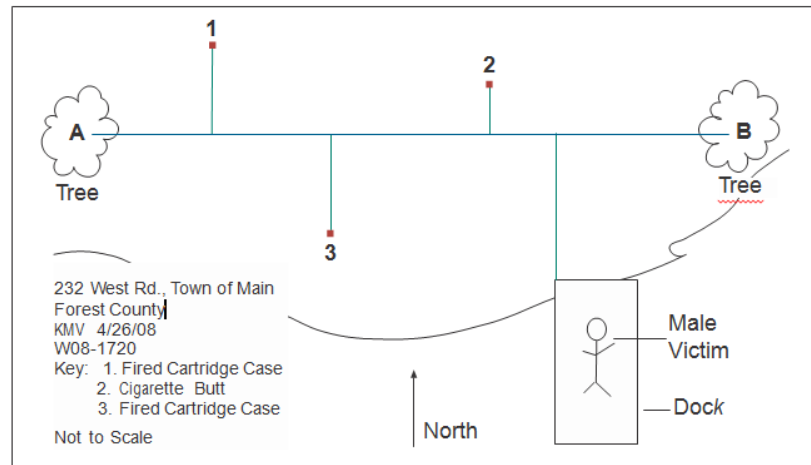 1
2
A
B
Tree
Tree
3
232 West Rd., Town of Main
Forest County
KMV 4/26/08
W08-1720
Key: 1. Fired Cartridge Case
2. Cigarette Butt
3. Fired Cartridge Case
Not to Scale
North
Male
Victim
Dock